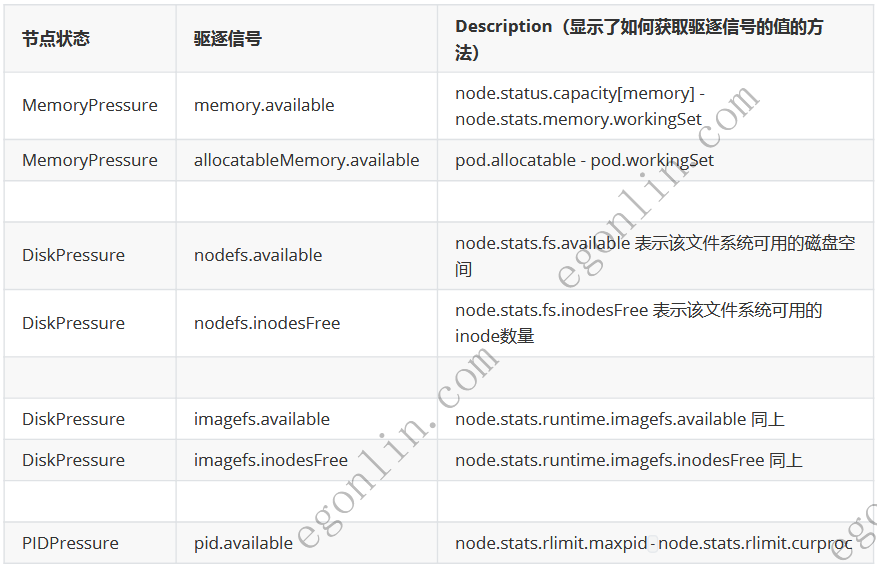 节点状态 驱逐信号 Description（显示了如何获取驱逐信号的值的方
法）
MemoryPressure memory.available node.status.capacity[memory] -
node.stats.memory.workingSet
MemoryPressure allocatableMemory.available pod.allocatable - pod.workingSet
DiskPressure nodefs.available node.stats.fs.available 表示该文件系统可用的磁盘空
间
DiskPressure nodefs.inodesFree node.stats.fs.inodesFree 表示该文件系统可用的
inode数量
DiskPressure imagefs.available node.stats.runtime.imagefs.available 同上
DiskPressure imagefs.inodesFree node.stats.runtime.imagefs.inodesFree 同上
PIDPressure pid.available node.stats.rlimit.maxpid - node.stats.rlimit.curproc
egonlin.com
egonlin.com
egon